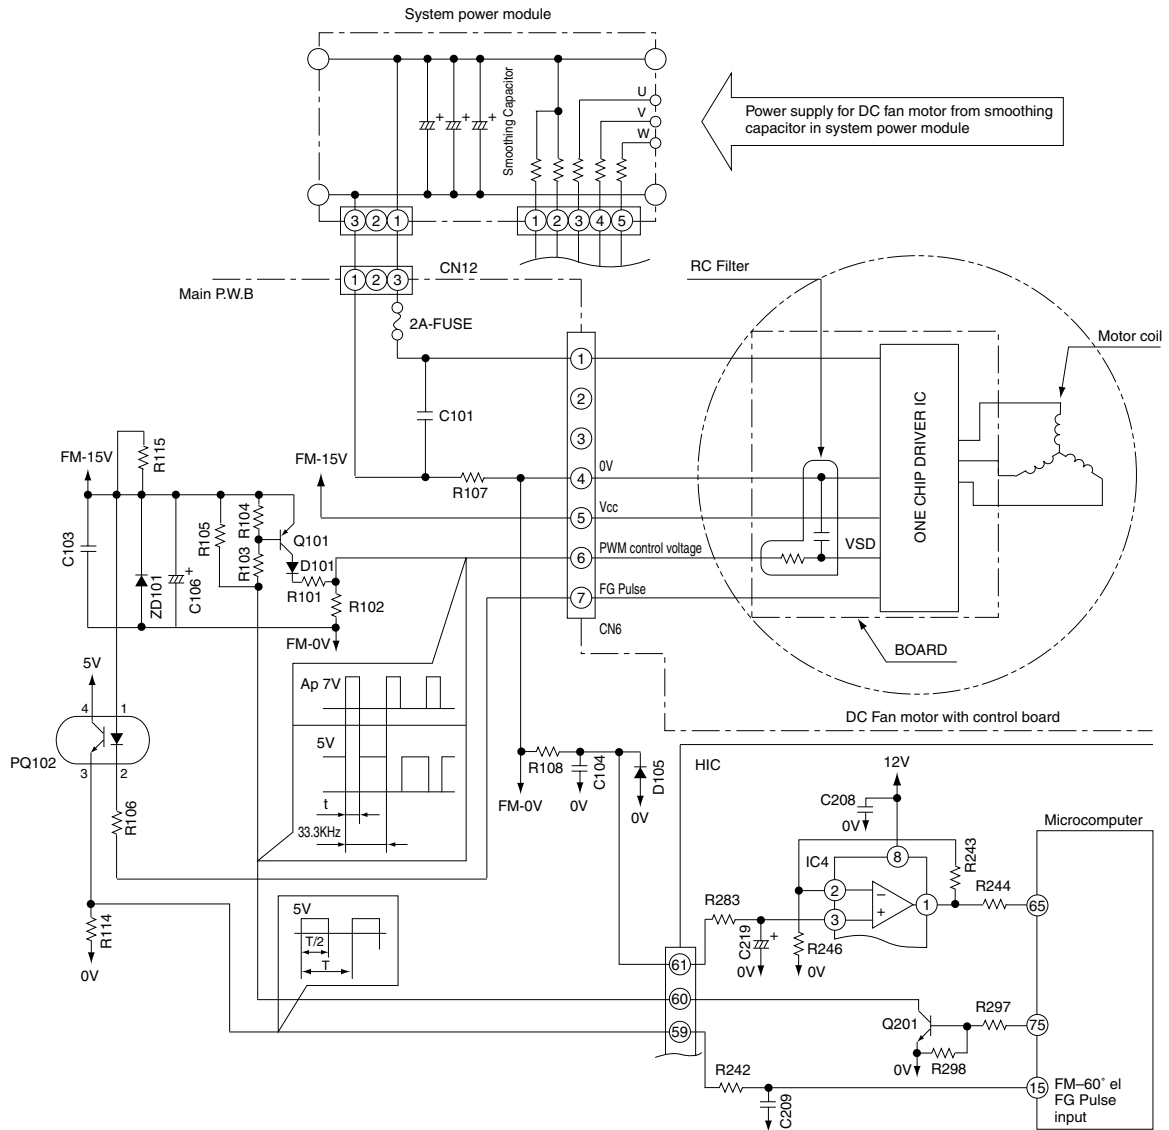 System power module
Smoothing Capacitor
+ + +
U
V
W
Power supply for DC fan motor from smoothing
capacitor in system power module
3 2 1
1 2 3 4 5
CN12
1 2 3
Main P.W.B
2A-FUSE
RC Filter
Motor coil
1
2
3
C101
ONE CHIP DRIVER IC
R115
FM-15V
FM-15V
R107
4
0V
5
Vcc
C103
R105
R104
R103
Q101
D101
R101
R102
ZD101
C106
+
6
PWM control voltage
VSD
7
FG Pulse
CN6
FM-0V
BOARD
5V
4 1
PQ102
3 2
Ap 7V
5V
t
33.3KHz
DC Fan motor with control board
R108
C104
D105
FM-0V
0V
0V
HIC
12V
C208
0V
Microcomputer
R106
IC4
8
R243
R283
2
−
3
+
1
R244
65
R114
0V
5V
T/2
T
C219
+
R246
0V
0V
61
60
59
Q201
R297
75
0V
R298
R242
C209
15
FM–60˚ el
FG Pulse
input